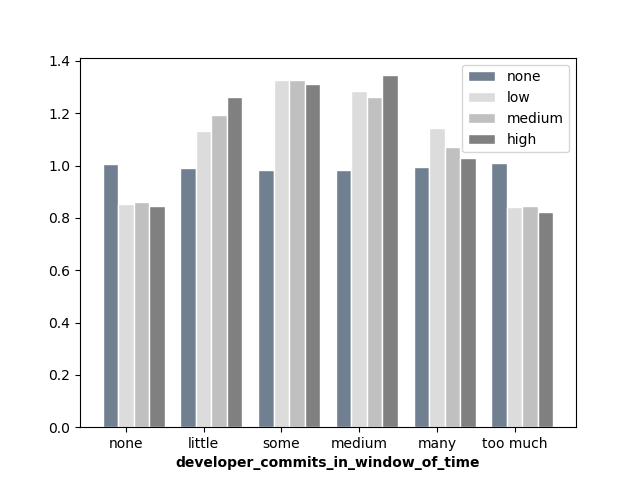 1.4
1.2
1.0
0.8
0.6
0.4
0.2
0.0
none
low
medium
high
none little some medium many too much
developer_commits_in_window_of_time